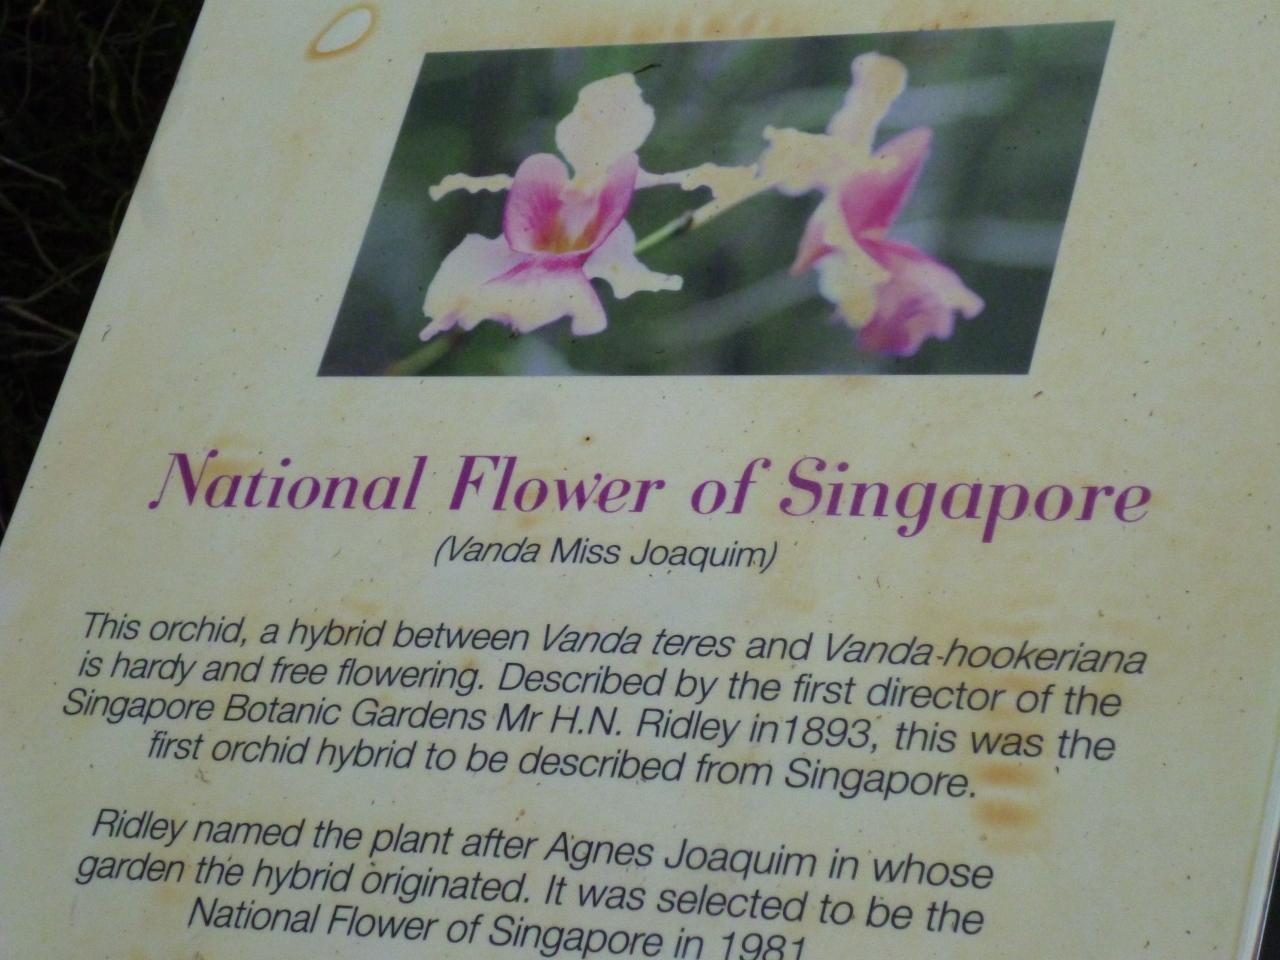 National Flower of Singapore
(Vanda Miss Joaquim)
This orchid, a hybrid between Vanda teres and Vanda-hookeriana
is hardy and free flowering. Described by the first director of the
Singapore Botanic Gardens Mr H.N. Ridley in1893, this was the
first orchid hybrid to be described from Singapore.
Ridley named the plant after Agnes Joaquim in whose
garden the hybrid originated. It was selected to be the
National Flower of Singapore in 1981